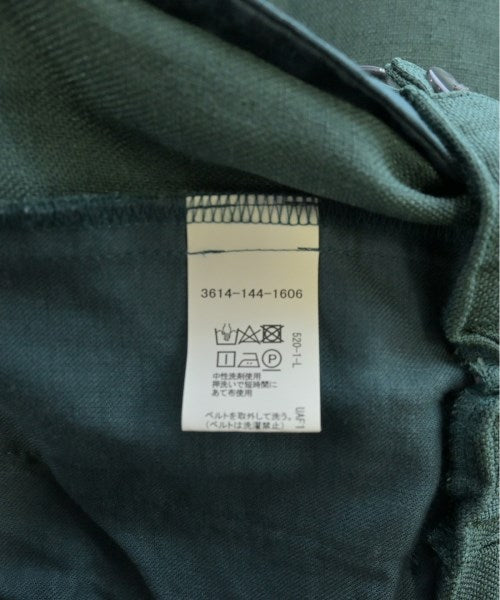 3614-144-1606
P
520-1-L
中性洗剤使用
押洗いで短時間に
あて布使用
ベルトを取外して洗う。
(ベルトは洗濯禁止)
UAF1